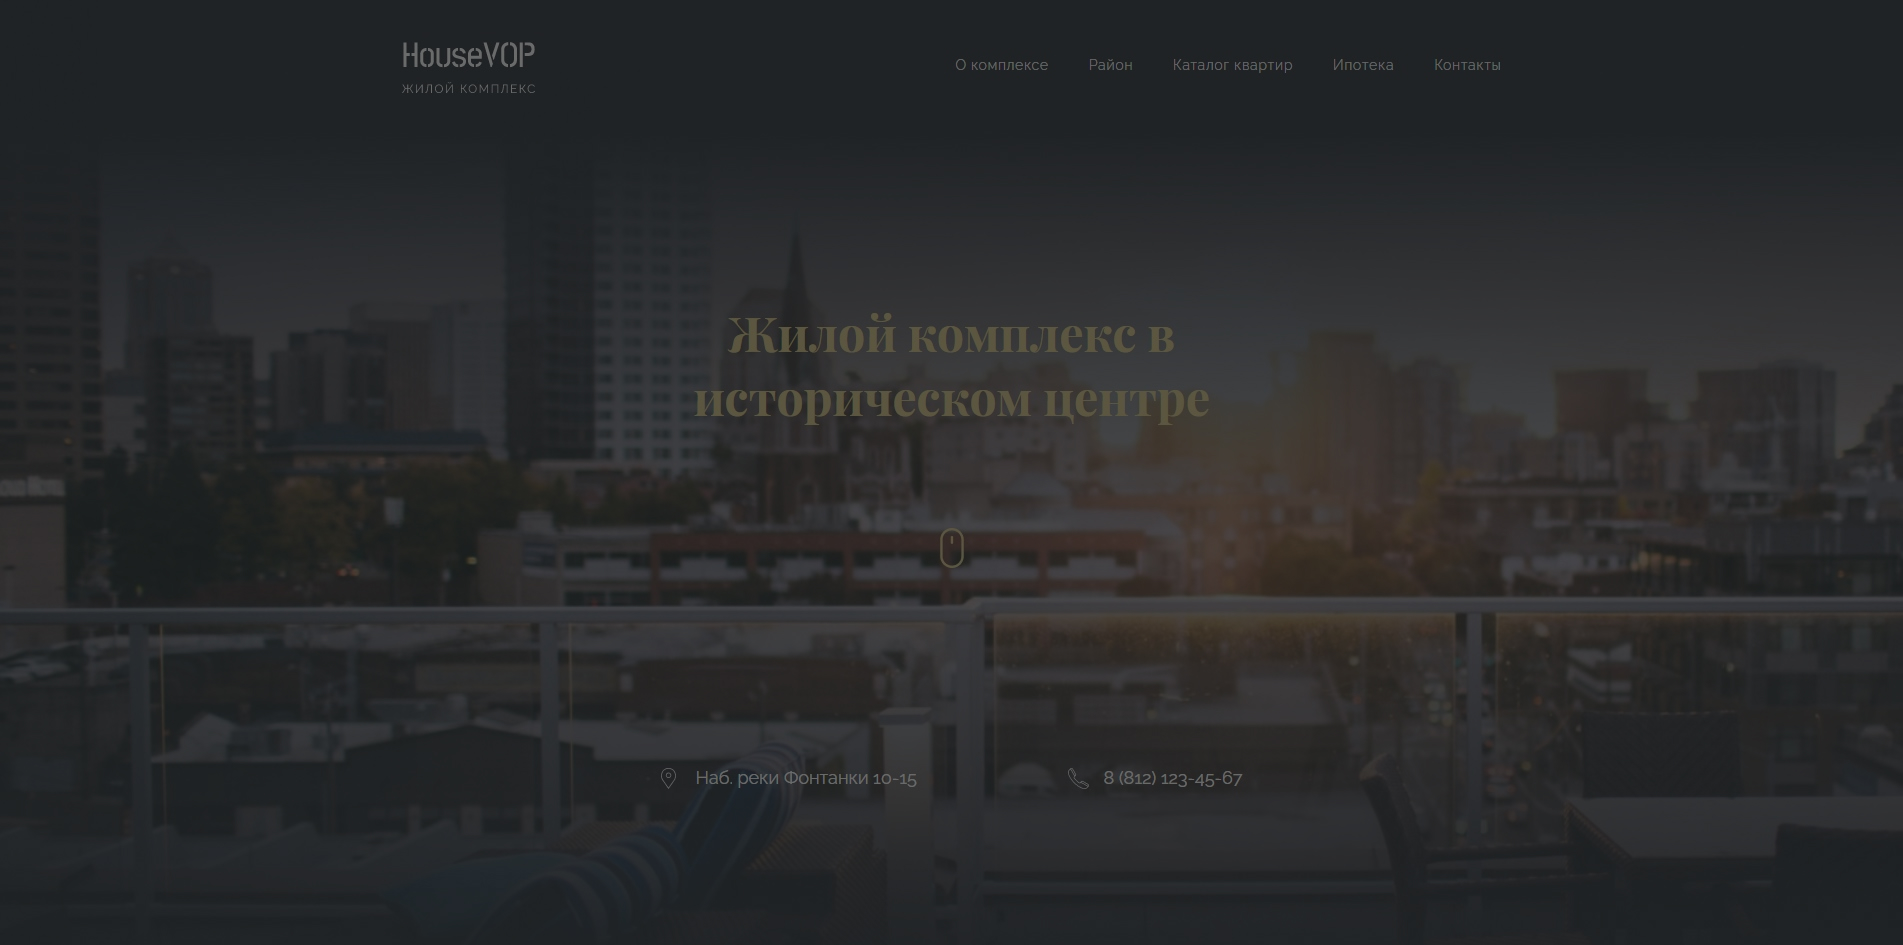 HouseVOP
ЖИЛОЙ КОМПЛЕКС
О комплексе
Район
Каталог квартир
Ипотека
Контакты
Жилой комплекс в
историческом центре
Наб. реки Фонтанки 10-15
8 (812) 123-45-67